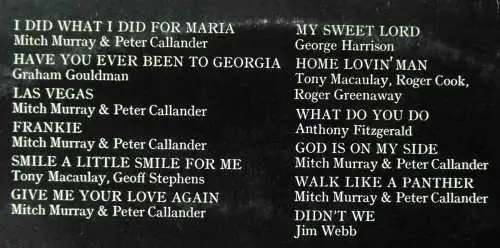 I DID WHAT I DID FOR MARIA
Mitch Murray & Peter Callander
HAVE YOU EVER BEEN TO GEORGIA
Graham Gouldman
LAS VEGAS
Mitch Murray & Peter Callander
FRANKIE
Mitch Murray & Peter Callander
SMILE A LITTLE SMILE FOR ME
Tony Macaulay, Geoff Stephens
GIVE ME YOUR LOVE AGAIN
Mitch Murray & Peter Callander
MY SWEET LORD
George Harrison
HOME LOVIN' MAN
Tony Macaulay, Roger Cook,
Roger Greenaway
WHAT DO YOU DO
Anthony Fitzgerald
GOD IS ON MY SIDE
Mitch Murray & Peter Callander
WALK LIKE A PANTHER
Mitch Murray & Peter Callander
DIDN'T WE
Jim Webb